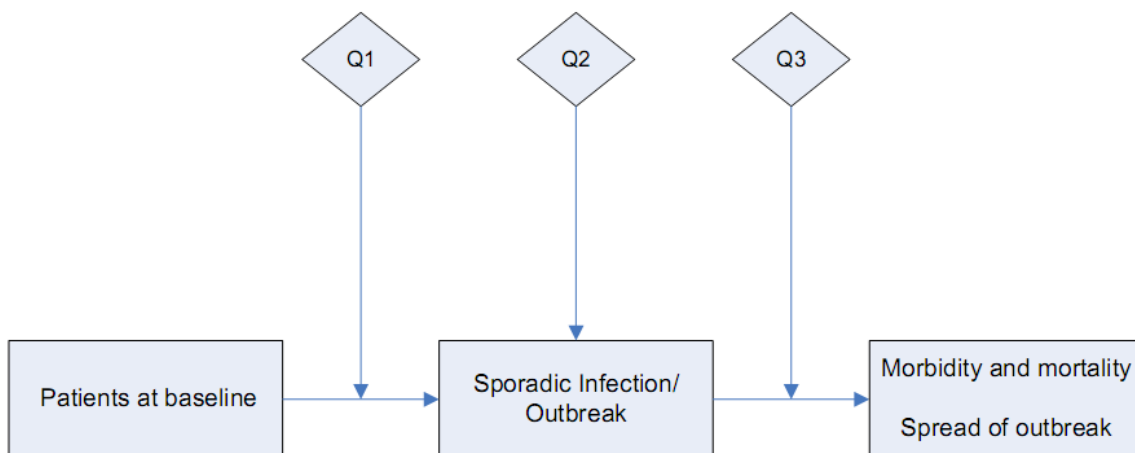 Q1
Q2
Q3
Patients at baseline
Sporadic Infection/
Outbreak
Morbidity and mortality
Spread of outbreak